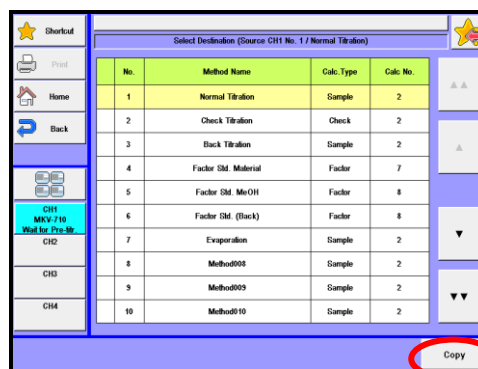 Shortcut
Select Destination (Source CH1 No. 1 / Normal Titration)
Print
Home
Back
CH1
MKV-710
Wait for Pre-titr.
CH2
CH3
CH4
No. Method Name Calc.Type Calc No.
1 Normal Titration Sample 2
2 Check Titration Check 2
3 Back Titration Sample 2
4 Factor Std. Material Factor 7
5 Factor Std. MeOH Factor 8
6 Factor Std. (Back) Factor 8
7 Evaporation Sample 2
8 Method008 Sample 2
9 Method009 Sample 2
10 Method010 Sample 2
Copy